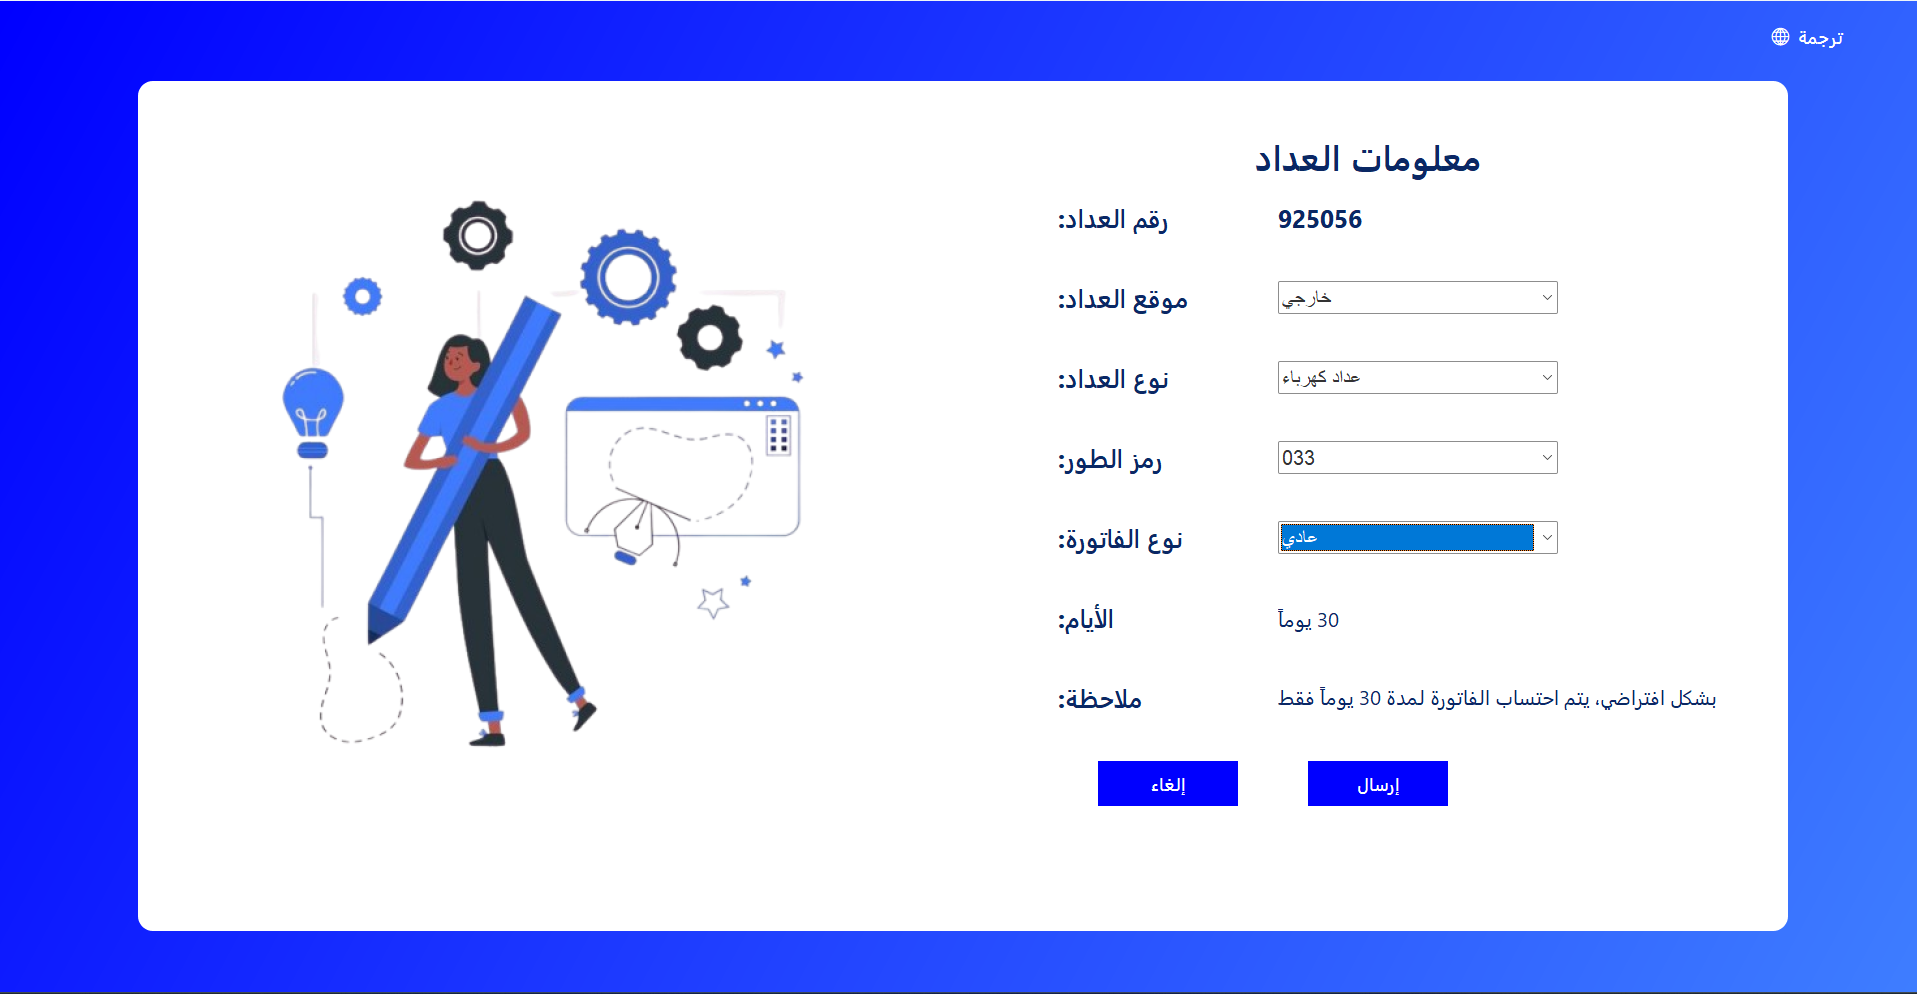 ترجمة
معلومات العداد
رقم العداد: 925056
موقع العداد: خارجي
نوع العداد: عداد كهرباء
رمز الطور: 033
نوع الفاتورة: عادي
الأيام: 30 يوماً
ملاحظة: بشكل افتراضي، يتم احتساب الفاتورة لمدة 30 يوماً فقط
إلغاء
إرسال